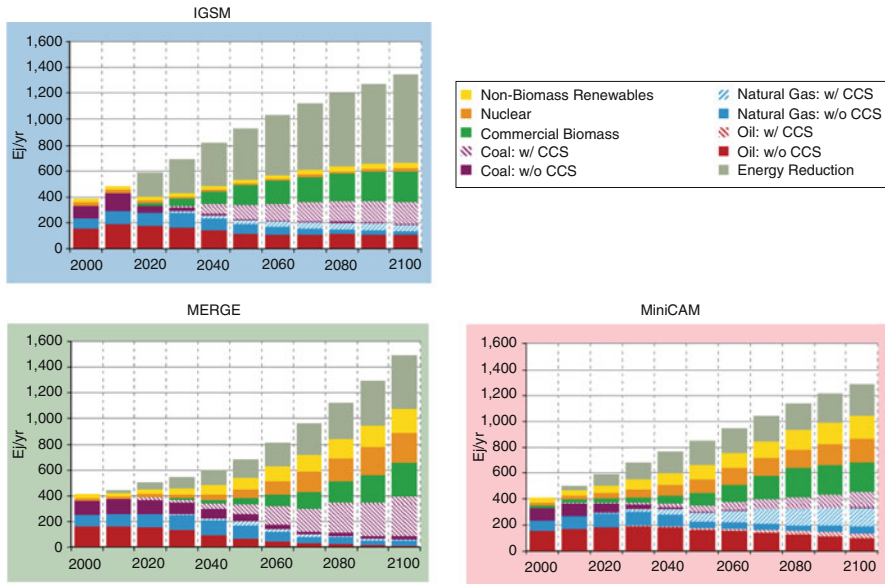 IGSM
1,600
1,400
1,200
1,000
800
600
400
200
0
Ej/yr
2000 2020 2040 2060 2080 2100
Non-Biomass Renewables
Nuclear
Commercial Biomass
Coal: w/ CCS
Coal: w/o CCS
Natural Gas: w/ CCS
Natural Gas: w/o CCS
Oil: w/ CCS
Oil: w/o CCS
Energy Reduction
MERGE
1,600
1,400
1,200
1,000
800
600
400
200
0
Ej/yr
2000 2020 2040 2060 2080 2100
MiniCAM
1,600
1,400
1,200
1,000
800
600
400
200
0
Ej/yr
2000 2020 2040 2060 2080 2100